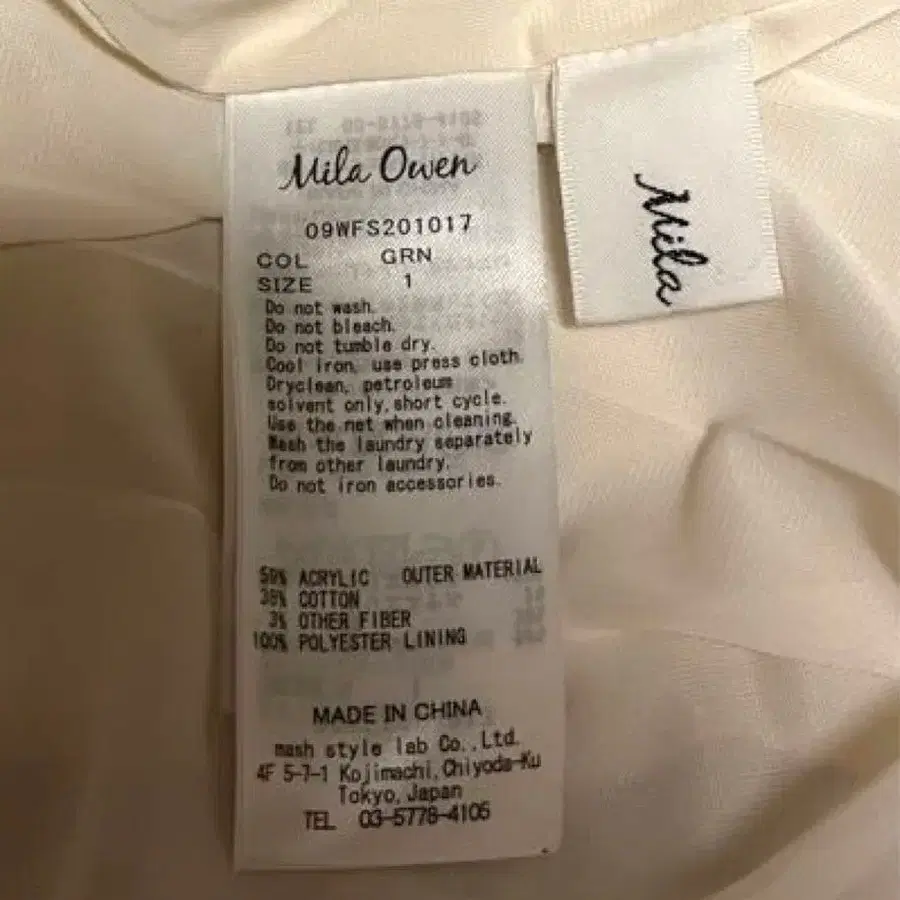 Mila Owen
09WFS201017
COL GRN
SIZE 1
Do not wash.
Do not bleach.
Do not tumble dry.
Cool iron, use press cloth.
Dryclean, petroleum
solvent only, short cycle.
Use the net when cleaning.
Wash the laundry separately
from other laundry.
Do not iron accessories.
59% ACRYLIC OUTER MATERIAL
38% COTTON
3% OTHER FIBER
100% POLYESTER LINING
MADE IN CHINA
mash style lab Co., Ltd.
4F 5-7-1 Kojimachi, Chiyoda-Ku
Tokyo, Japan
TEL 03-5778-4106
Mila